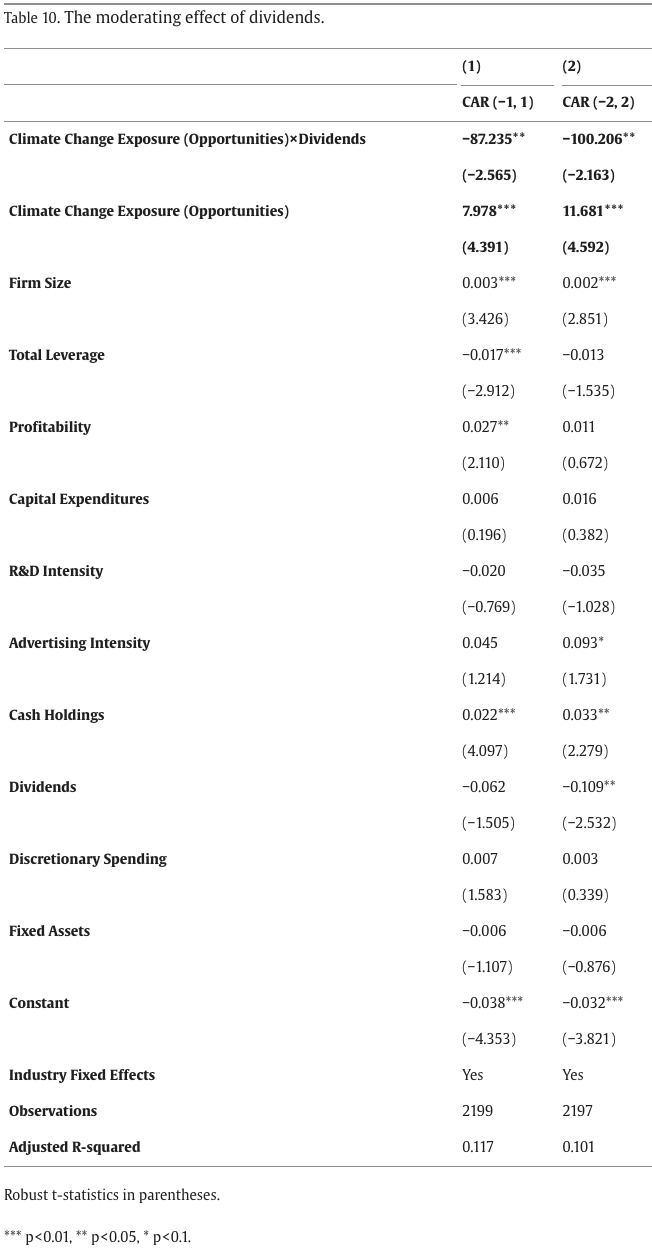 Table 10. The moderating effect of dividends.
(1) (2)
CAR (−1, 1) CAR (−2, 2)
Climate Change Exposure (Opportunities)×Dividends −87.235** −100.206**
(−2.565) (−2.163)
Climate Change Exposure (Opportunities) 7.978*** 11.681***
(4.391) (4.592)
Firm Size 0.003*** 0.002***
(3.426) (2.851)
Total Leverage −0.017*** −0.013
(−2.912) (−1.535)
Profitability 0.027** 0.011
(2.110) (0.672)
Capital Expenditures 0.006 0.016
(0.196) (0.382)
R&D Intensity −0.020 −0.035
(−0.769) (−1.028)
Advertising Intensity 0.045 0.093*
(1.214) (1.731)
Cash Holdings 0.022*** 0.033**
(4.097) (2.279)
Dividends −0.062 −0.109**
(−1.505) (−2.532)
Discretionary Spending 0.007 0.003
(1.583) (0.339)
Fixed Assets −0.006 −0.006
(−1.107) (−0.876)
Constant −0.038*** −0.032***
(−4.353) (−3.821)
Industry Fixed Effects Yes Yes
Observations 2199 2197
Adjusted R-squared 0.117 0.101
Robust t-statistics in parentheses.
*** p<0.01, ** p<0.05, * p<0.1.